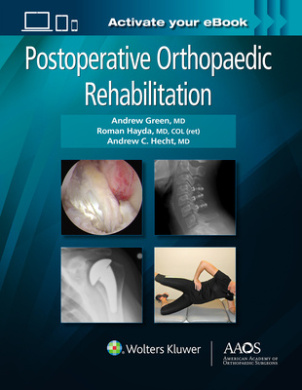 Activate your eBook
Postoperative Orthopaedic
Rehabilitation
Andrew Green, MD
Roman Hayda, MD, COL (ret)
Andrew C. Hecht, MD
Wolters Kluwer
AAOS
AMERICAN ACADEMY OF
ORTHOPAEDIC SURGEONS